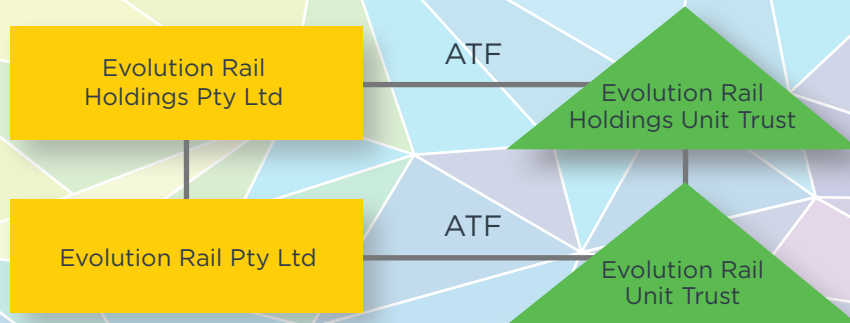 Evolution Rail
Holdings Pty Ltd
ATF
Evolution Rail
Holdings Unit Trust
Evolution Rail Pty Ltd
ATF
Evolution Rail
Unit Trust